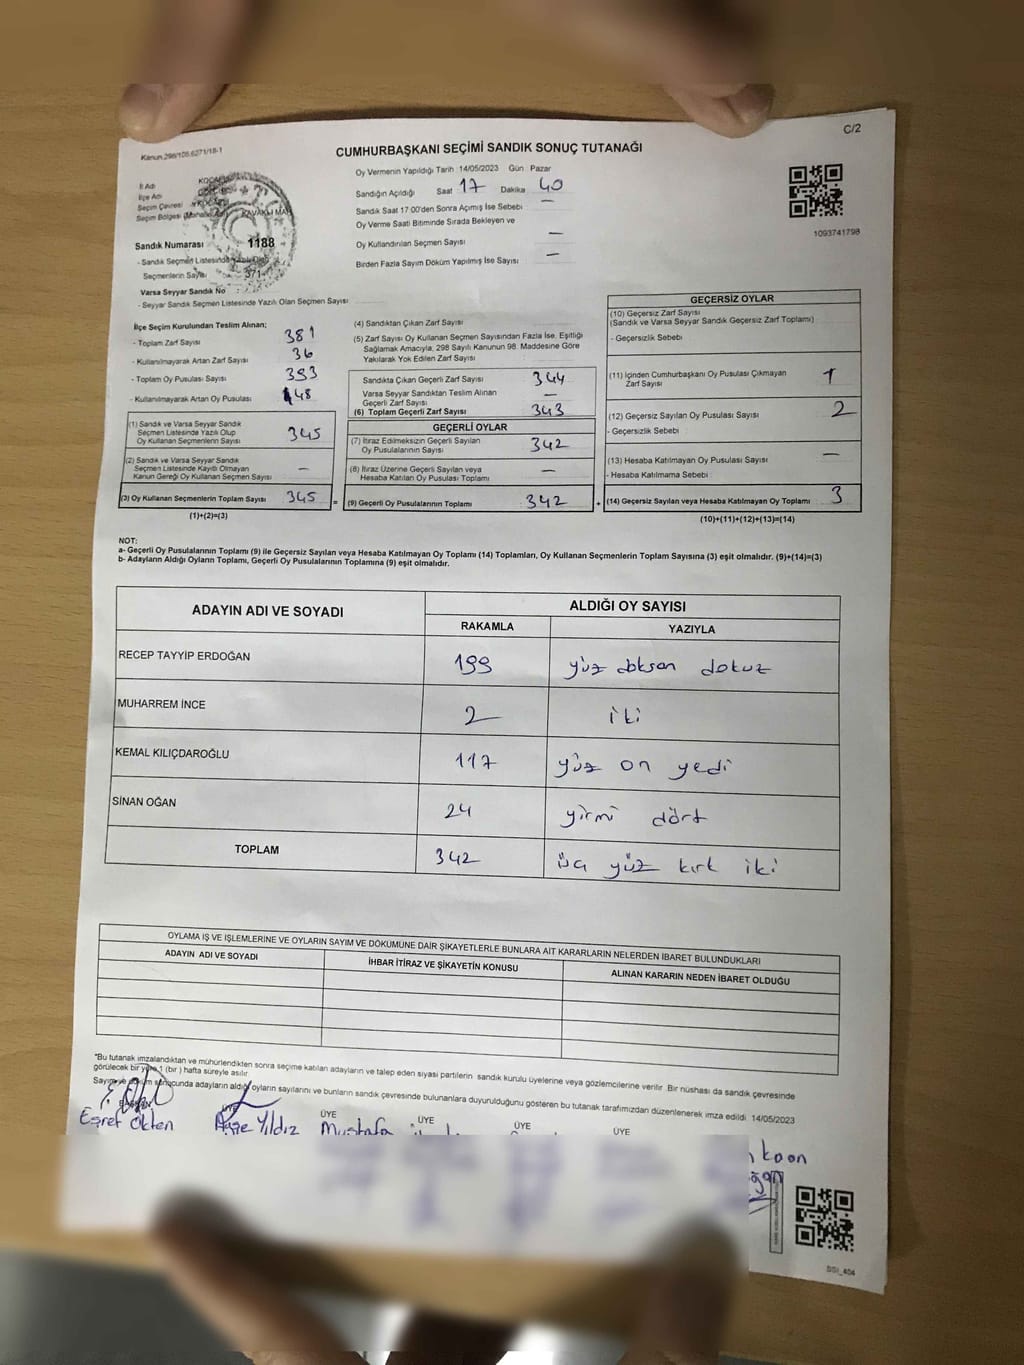 C/2
Kanun.298/105.6271/18-1
CUMHURBAŞKANI SEÇİMİ SANDIK SONUÇ TUTANAĞI
Oy Vermenin Yapıldığı Tarih 14/05/2023 Gün Pazar
Sandığın Açıldığı Saat 17 Dakika 40
Sandık Saat 17:00'den Sonra Açımış İse Sebebi —
Oy Verme Saati Bitiminde Sırada Bekleyen ve
Oy Kullandırılan Seçmen Sayısı —
Birden Fazla Sayım Döküm Yapılmış İse Sayısı —
1093741798
İl Adı
İlçe Adı
Seçim Çevresi
Seçim Bölgesi KAVAKLI MAH
Sandık Numarası 1188
- Sandık Seçmen Listesinde
Seçmenlerin Sayısı 371
Varsa Seyyar Sandık No
- Seyyar Sandık Seçmen Listesinde Yazılı Olan Seçmen Sayısı
İlçe Seçim Kurulundan Teslim Alınan;
- Toplam Zarf Sayısı 381
- Kullanılmayarak Artan Zarf Sayısı 36
- Toplam Oy Pusulası Sayısı 393
- Kullanılmayarak Artan Oy Pusulası 48
(1) Sandık ve Varsa Seyyar Sandık
Seçmen Listesinde Yazılı Olup
Oy Kullanan Seçmenlerin Sayısı 345
(2) Sandık ve Varsa Seyyar Sandık
Seçmen Listesinde Kayıtlı Olmayan
Kanun Gereği Oy Kullanan Seçmen Sayısı —
(3) Oy Kullanan Seçmenlerin Toplam Sayısı 345
(1)+(2)=(3)
(4) Sandıktan Çıkan Zarf Sayısı
(5) Zarf Sayısı Oy Kullanan Seçmen Sayısından Fazla İse, Eşitliği
Sağlamak Amacıyla, 298 Sayılı Kanunun 98. Maddesine Göre
Yakılarak Yok Edilen Zarf Sayısı
Sandıkta Çıkan Geçerli Zarf Sayısı 344
Varsa Seyyar Sandıktan Teslim Alınan
Geçerli Zarf Sayısı —
(6) Toplam Geçerli Zarf Sayısı 343
GEÇERLİ OYLAR
(7) İtiraz Edilmeksizin Geçerli Sayılan
Oy Pusulasının Sayısı 342
(8) İtiraz Üzerine Geçerli Sayılan veya
Hesaba Katılan Oy Pusulası Toplamı —
= (9) Geçerli Oy Pusulalarının Toplamı 342 +
GEÇERSİZ OYLAR
(10) Geçersiz Zarf Sayısı
(Sandık ve Varsa Seyyar Sandık Geçersiz Zarf Toplamı)
- Geçersizlik Sebebi
(11) İçinden Cumhurbaşkanı Oy Pusulası Çıkmayan
Zarf Sayısı 1
(12) Geçersiz Sayılan Oy Pusulası Sayısı 2
- Geçersizlik Sebebi
(13) Hesaba Katılmayan Oy Pusulası Sayısı —
- Hesaba Katılmama Sebebi
(14) Geçersiz Sayılan veya Hesaba Katılmayan Oy Toplamı 3
(10)+(11)+(12)+(13)=(14)
NOT:
a- Geçerli Oy Pusulalarının Toplamı (9) ile Geçersiz Sayılan veya Hesaba Katılmayan Oy Toplamı (14) Toplamları, Oy Kullanan Seçmenlerin Toplam Sayısına (3) eşit olmalıdır. (9)+(14)=(3)
b- Adayların Aldığı Oyların Toplamı, Geçerli Oy Pusulalarının Toplamına (9) eşit olmalıdır.
ADAYIN ADI VE SOYADI
ALDIĞI OY SAYISI
RAKAMLA YAZIYLA
RECEP TAYYİP ERDOĞAN 199 yüz doksan dokuz
MUHARREM İNCE 2 iki
KEMAL KILIÇDAROĞLU 117 yüz on yedi
SİNAN OĞAN 24 yirmi dört
TOPLAM 342 üç yüz kırk iki
OYLAMA İŞ VE İŞLEMLERİNE VE OYLARIN SAYIM VE DÖKÜMÜNE DAİR ŞİKAYETLERLE BUNLARA AİT KARARLARIN NELERDEN İBARET BULUNDUKLARI
ADAYIN ADI VE SOYADI İHBAR İTİRAZ VE ŞİKAYETİN KONUSU ALINAN KARARIN NEDEN İBARET OLDUĞU
*Bu tutanak imzalandıktan ve mühürlendikten sonra seçime katılan adayların ve talep eden siyasi partilerin sandık kurulu üyelerine veya gözlemcilerine verilir. Bir nüshası da sandık çevresinde
görülecek bir yere 1 (bir) hafta süreyle asılır.
Sayım ve döküm sonucunda adayların aldığı oyların sayılarını ve bunların sandık çevresinde bulunanlara duyurulduğunu gösteren bu tutanak tarafımızdan düzenlenerek imza edildi 14/05/2023
ÜYE ÜYE ÜYE ÜYE ÜYE
Eşref Ökten Ayşe Yıldız Mustafa
SSI_404